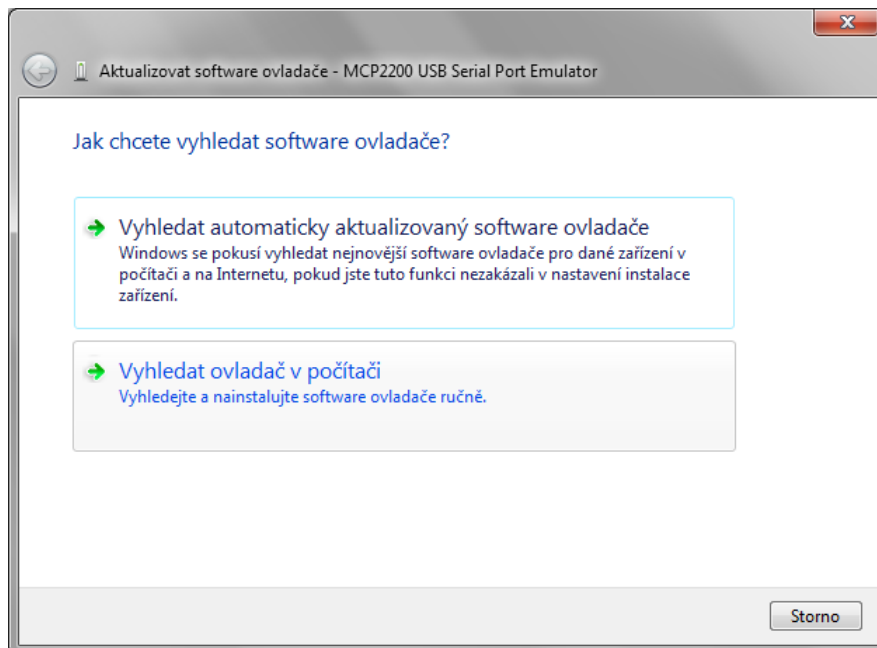 Aktualizovat software ovladače - MCP2200 USB Serial Port Emulator
Jak chcete vyhledat software ovladače?
Vyhledat automaticky aktualizovaný software ovladače
Windows se pokusí vyhledat nejnovější software ovladače pro dané zařízení v
počítači a na Internetu, pokud jste tuto funkci nezakázali v nastavení instalace
zařízení.
Vyhledat ovladač v počítači
Vyhledejte a nainstalujte software ovladače ručně.
Storno